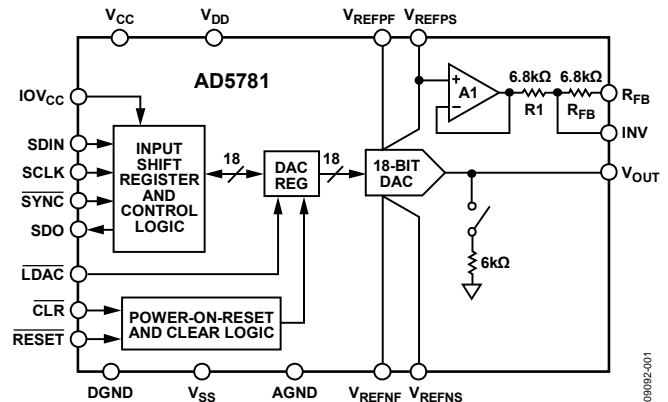 VCC
VDD
VREFPF
VREFPS
AD5781
IOVCC
SDIN
SCLK
SYNC
SDO
LDAC
CLR
RESET
INPUT
SHIFT
REGISTER
AND
CONTROL
LOGIC
18
DAC
REG
18
18-BIT
DAC
A1
+
−
6.8kΩ
R1
6.8kΩ
RFB
RFB
INV
VOUT
6kΩ
POWER-ON-RESET
AND CLEAR LOGIC
DGND
VSS
AGND
VREFNF
VREFNS
09092-001